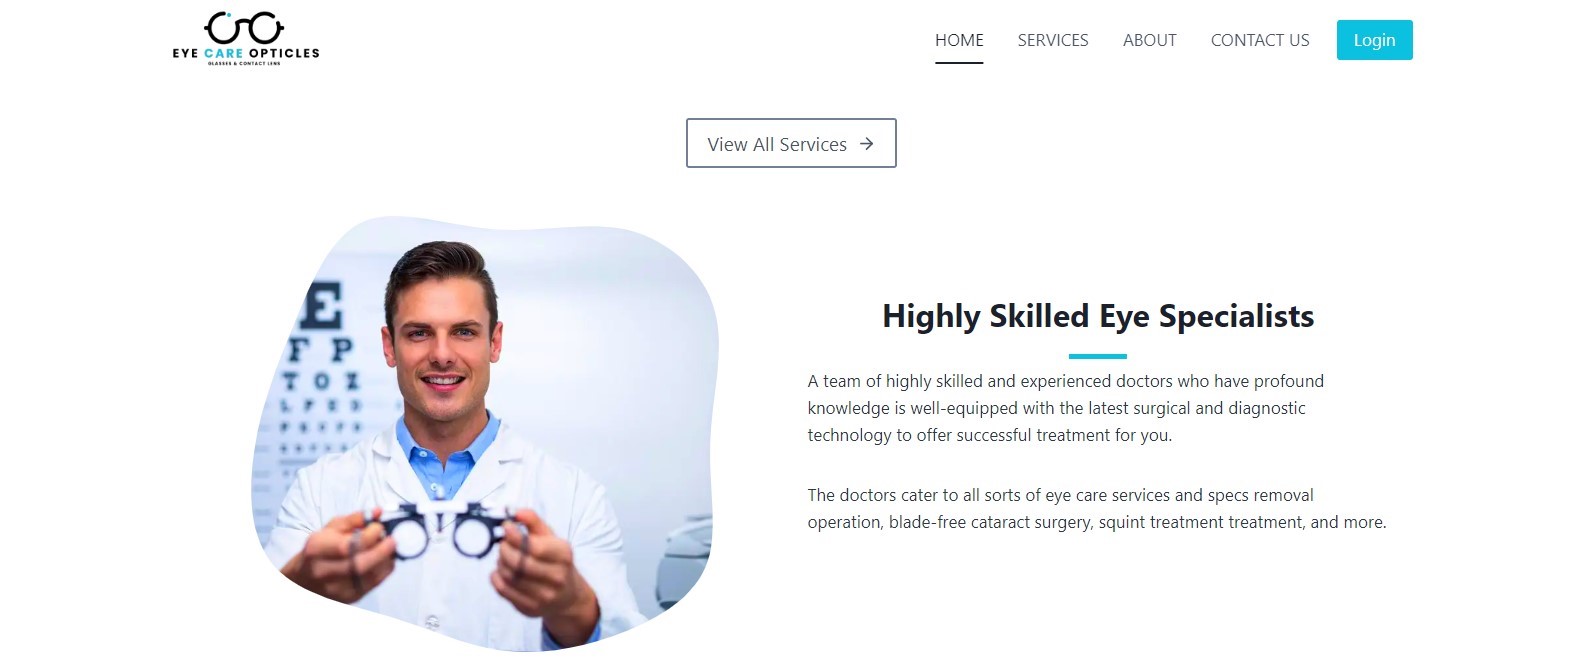 EYE CARE OPTICLES
GLASSES & CONTACT LENS
HOME SERVICES ABOUT CONTACT US Login
View All Services →
E
F P
T O Z
L P E D
Highly Skilled Eye Specialists
A team of highly skilled and experienced doctors who have profound
knowledge is well-equipped with the latest surgical and diagnostic
technology to offer successful treatment for you.
The doctors cater to all sorts of eye care services and specs removal
operation, blade-free cataract surgery, squint treatment treatment, and more.